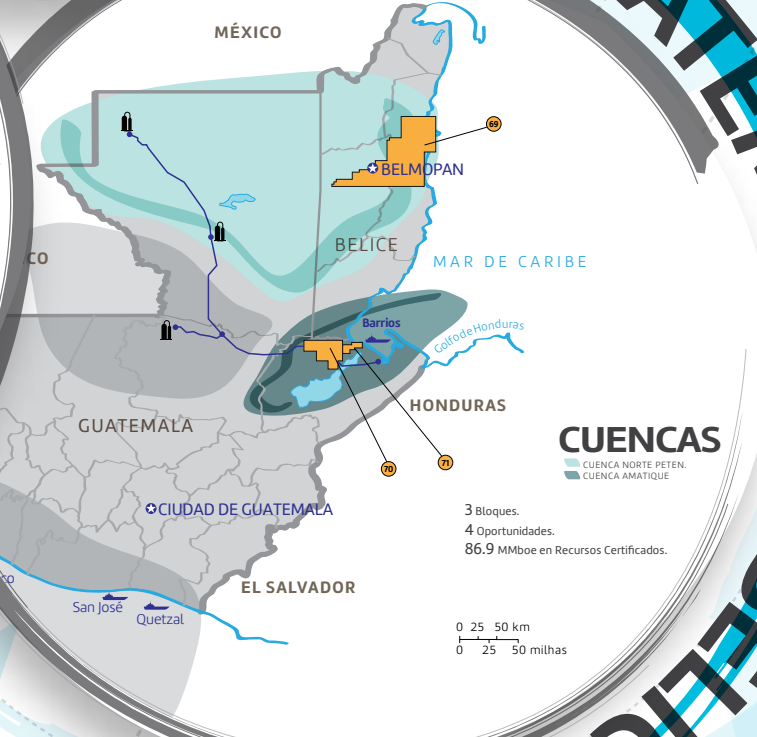 MÉXICO
69
BELMOPAN
BELICE
CO
MAR DE CARIBE
Barrios
Golfo de Honduras
HONDURAS
GUATEMALA
CUENCAS
CUENCA NORTE PETEN.
CUENCA AMATIQUE
71
70
CIUDAD DE GUATEMALA
3 Bloques.
4 Oportunidades.
86.9 MMboe en Recursos Certificados.
co
EL SALVADOR
San José
Quetzal
0 25 50 km
0 25 50 milhas